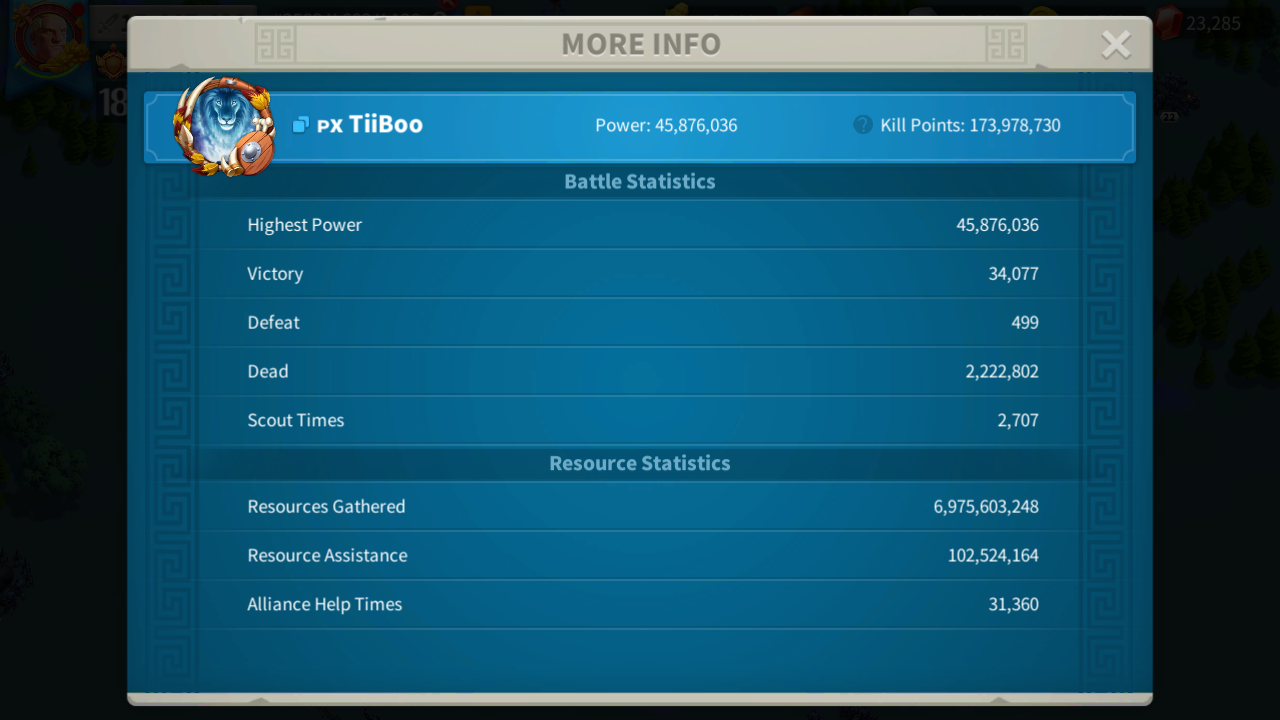 MORE INFO
23,285
18
ᴘx TiiBoo
Power: 45,876,036
? Kill Points: 173,978,730
22
Battle Statistics
Highest Power 45,876,036
Victory 34,077
Defeat 499
Dead 2,222,802
Scout Times 2,707
Resource Statistics
Resources Gathered 6,975,603,248
Resource Assistance 102,524,164
Alliance Help Times 31,360